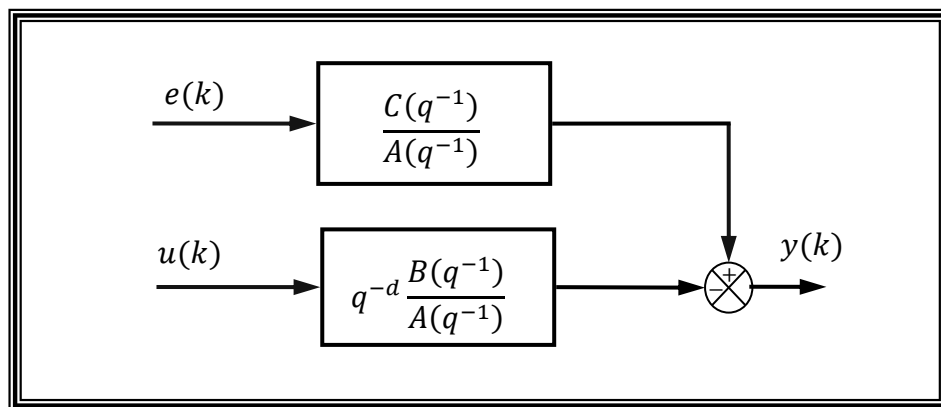 e(k)
C(q⁻¹)
A(q⁻¹)
u(k)
q⁻ᵈ B(q⁻¹)
A(q⁻¹)
+
−
y(k)